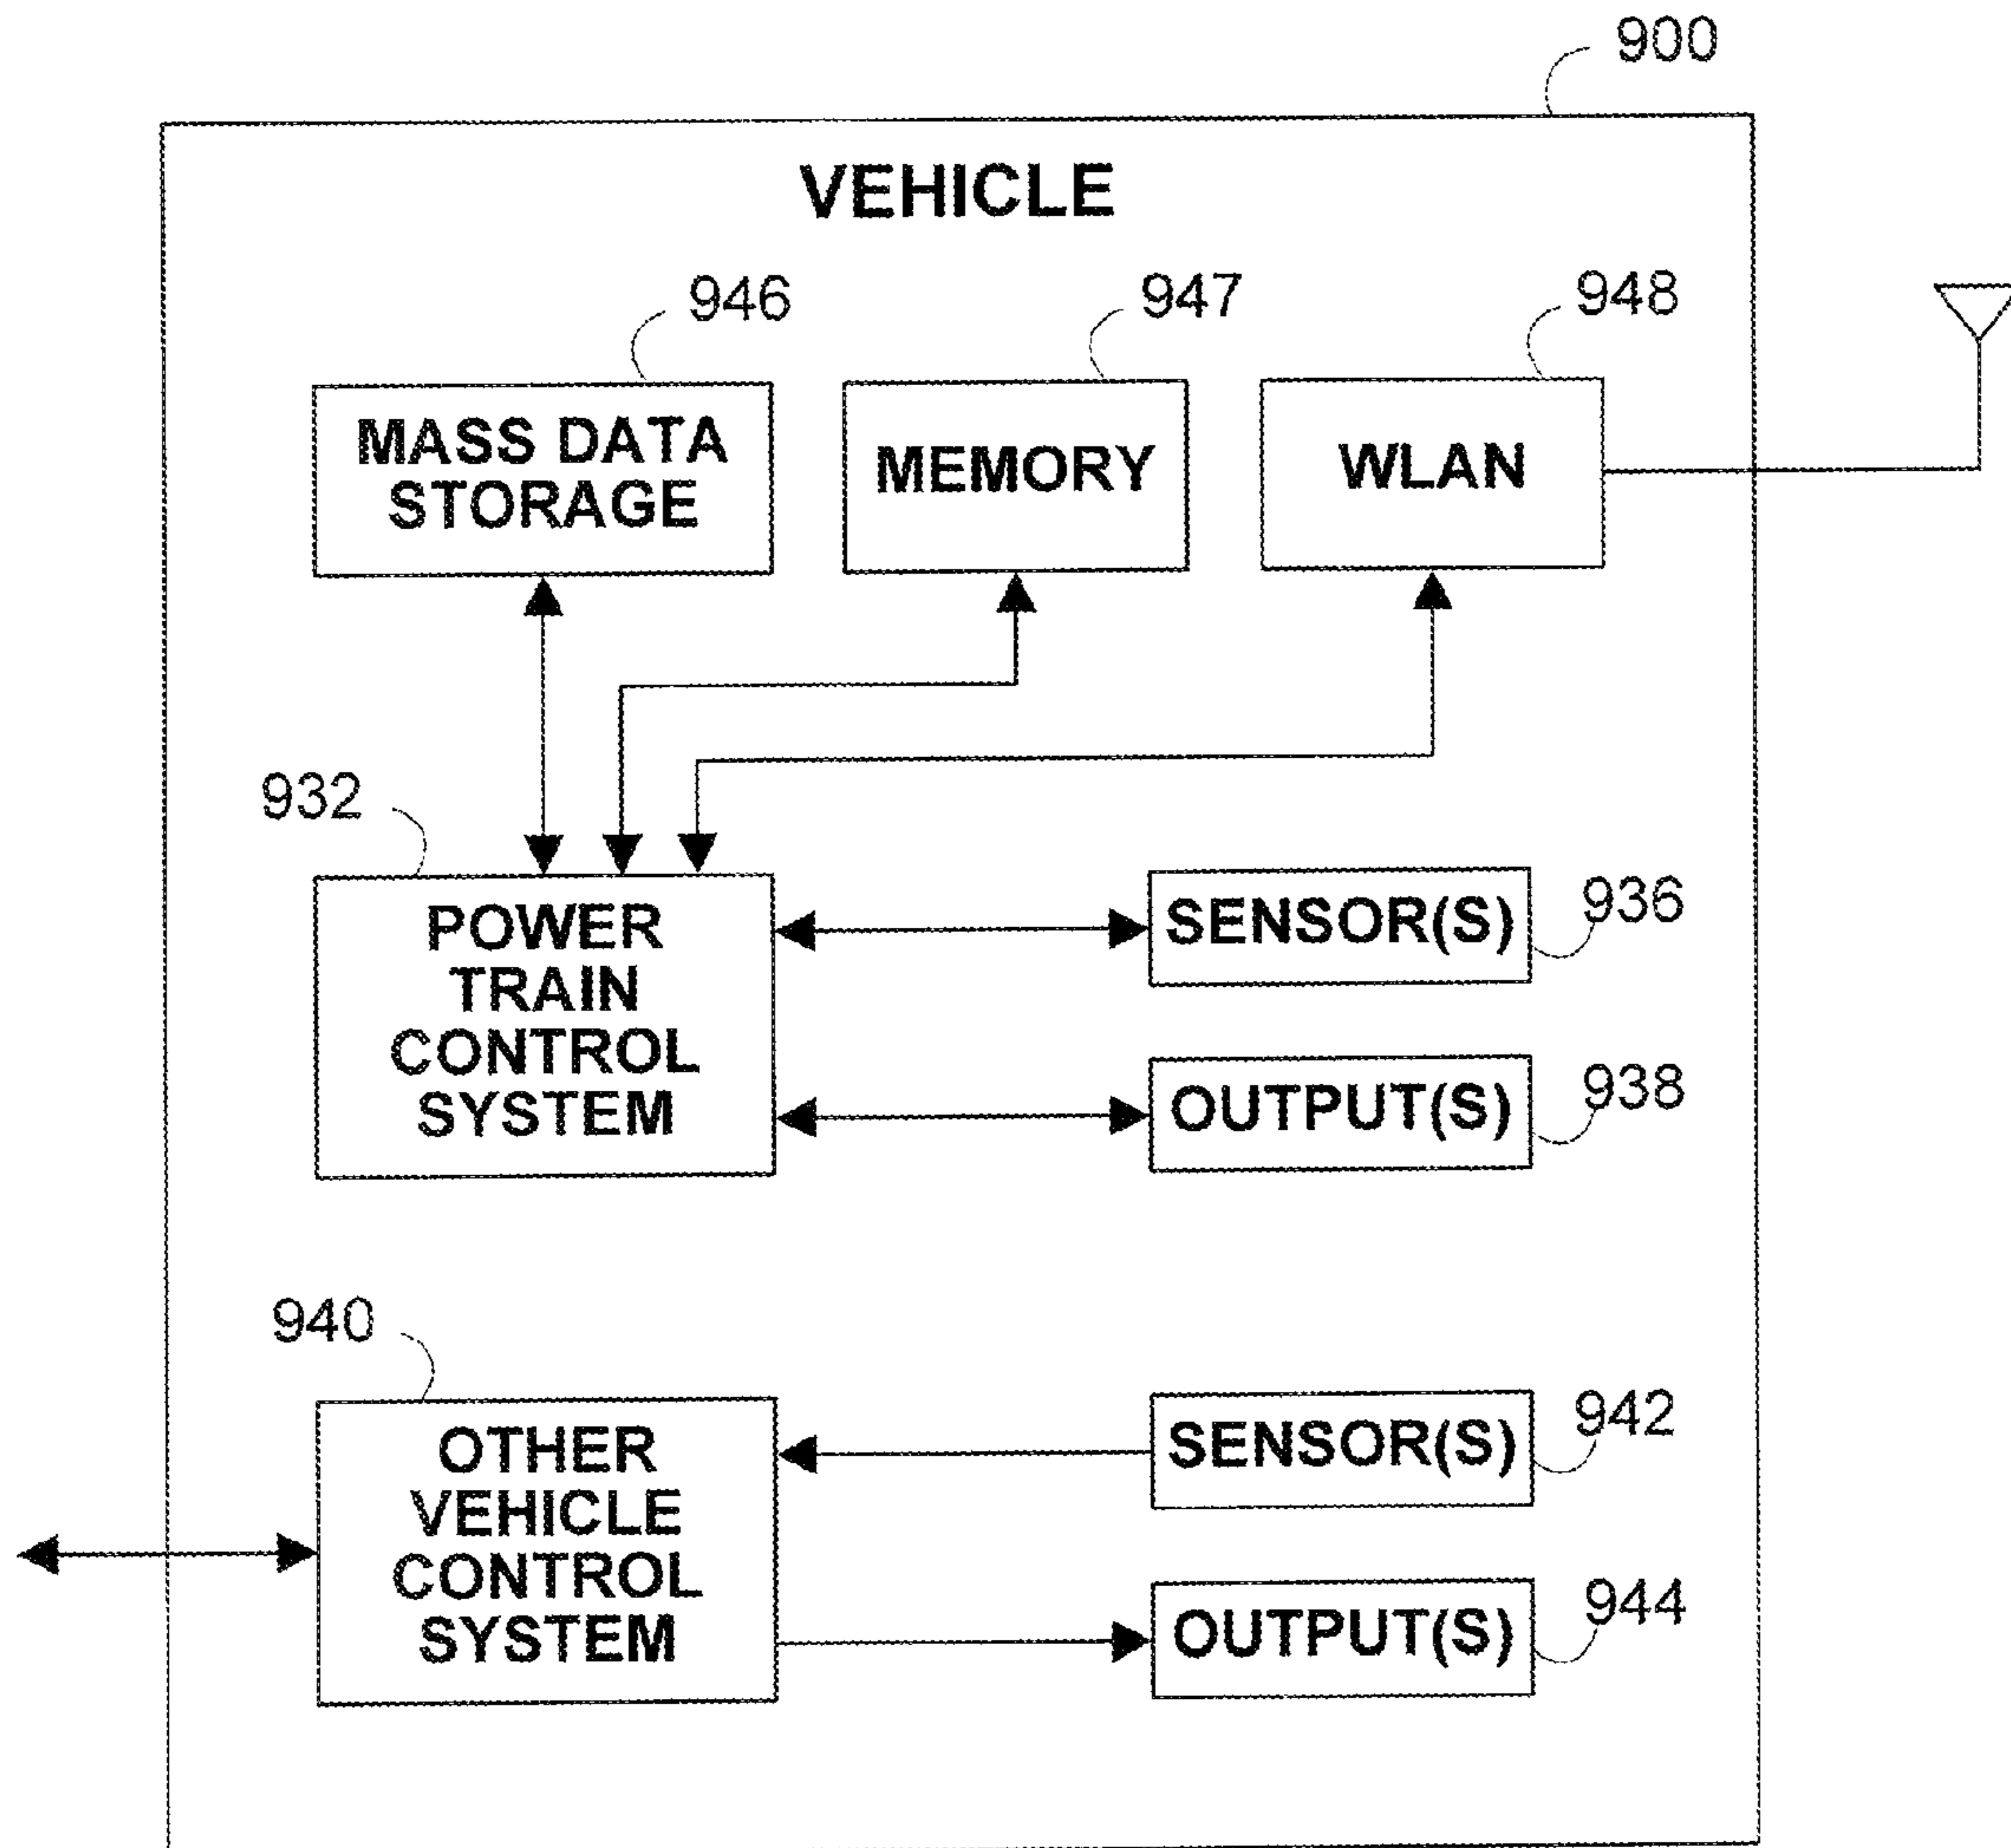 900
VEHICLE
946
947
948
MASS DATA
STORAGE
MEMORY
WLAN
932
POWER
TRAIN
CONTROL
SYSTEM
SENSOR(S)
936
OUTPUT(S)
938
940
OTHER
VEHICLE
CONTROL
SYSTEM
SENSOR(S)
942
OUTPUT(S)
944